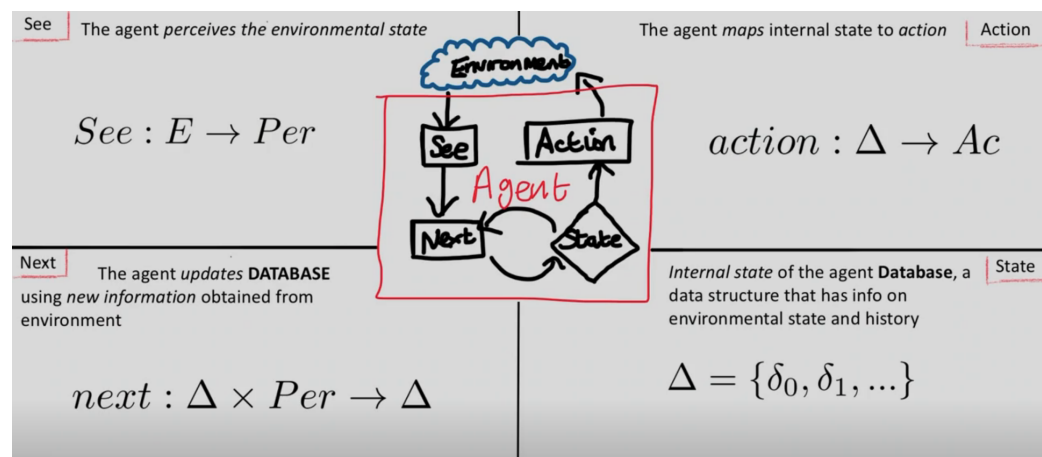 See
The agent perceives the environmental state
See : E → Per
The agent maps internal state to action
Action
action : Δ → Ac
Environment
See
Action
Agent
Next
State
Next
The agent updates DATABASE
using new information obtained from
environment
next : Δ × Per → Δ
Internal state of the agent Database, a
data structure that has info on
environmental state and history
State
Δ = {δ₀, δ₁, ...}